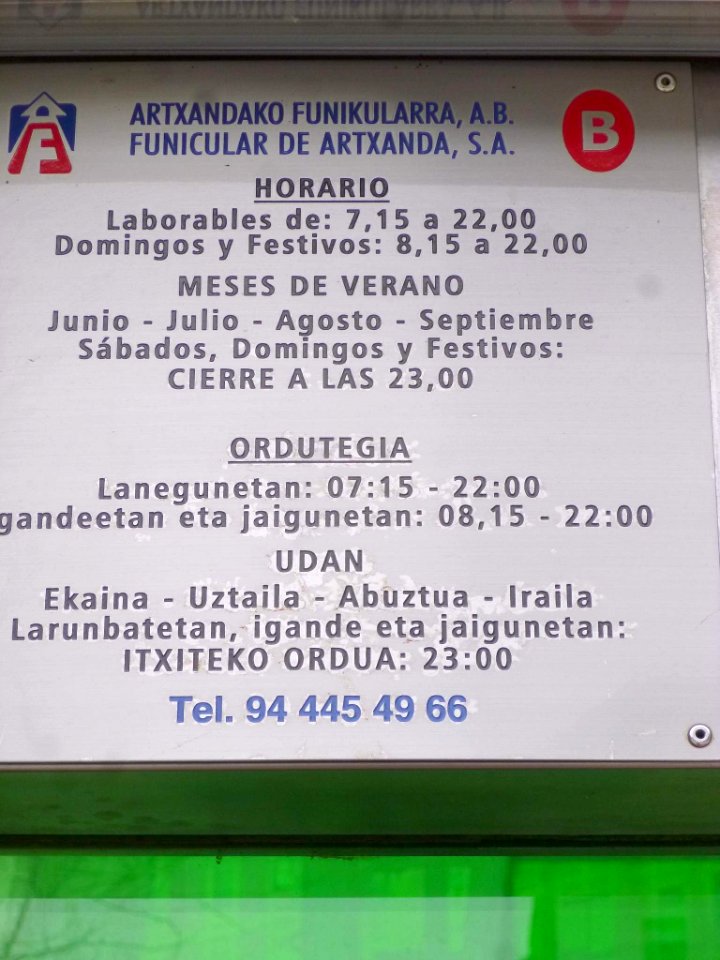 ARTXANDAKO FUNIKULARRA, A.B.
FUNICULAR DE ARTXANDA, S.A.
B
HORARIO
Laborables de: 7,15 a 22,00
Domingos y Festivos: 8,15 a 22,00
MESES DE VERANO
Junio - Julio - Agosto - Septiembre
Sábados, Domingos y Festivos:
CIERRE A LAS 23,00
ORDUTEGIA
Lanegunetan: 07:15 - 22:00
gandeetan eta jaigunetan: 08,15 - 22:00
UDAN
Ekaina - Uztaila - Abuztua - Iraila
Larunbatetan, igande eta jaigunetan:
ITXITEKO ORDUA: 23:00
Tel. 94 445 49 66